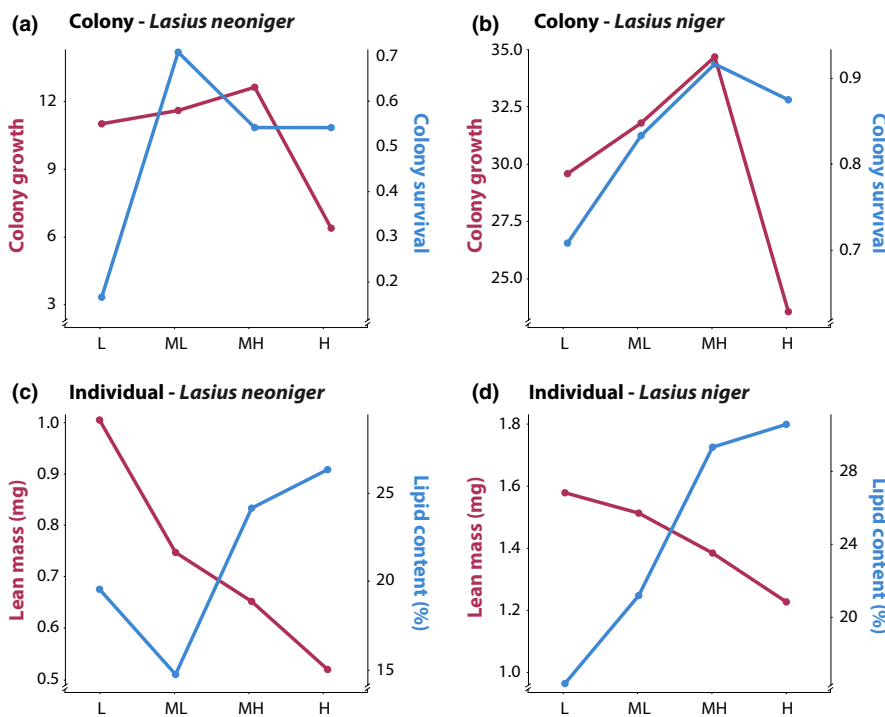 (a) Colony - Lasius neoniger
Colony growth
12
9
6
3
0.7
0.6
0.5
0.4
0.3
0.2
Colony survival
L ML MH H
(b) Colony - Lasius niger
Colony growth
35.0
32.5
30.0
27.5
25.0
0.9
0.8
0.7
Colony survival
L ML MH H
(c) Individual - Lasius neoniger
Lean mass (mg)
1.0
0.9
0.8
0.7
0.6
0.5
25
20
15
Lipid content (%)
L ML MH H
(d) Individual - Lasius niger
Lean mass (mg)
1.8
1.6
1.4
1.2
1.0
28
24
20
Lipid content (%)
L ML MH H